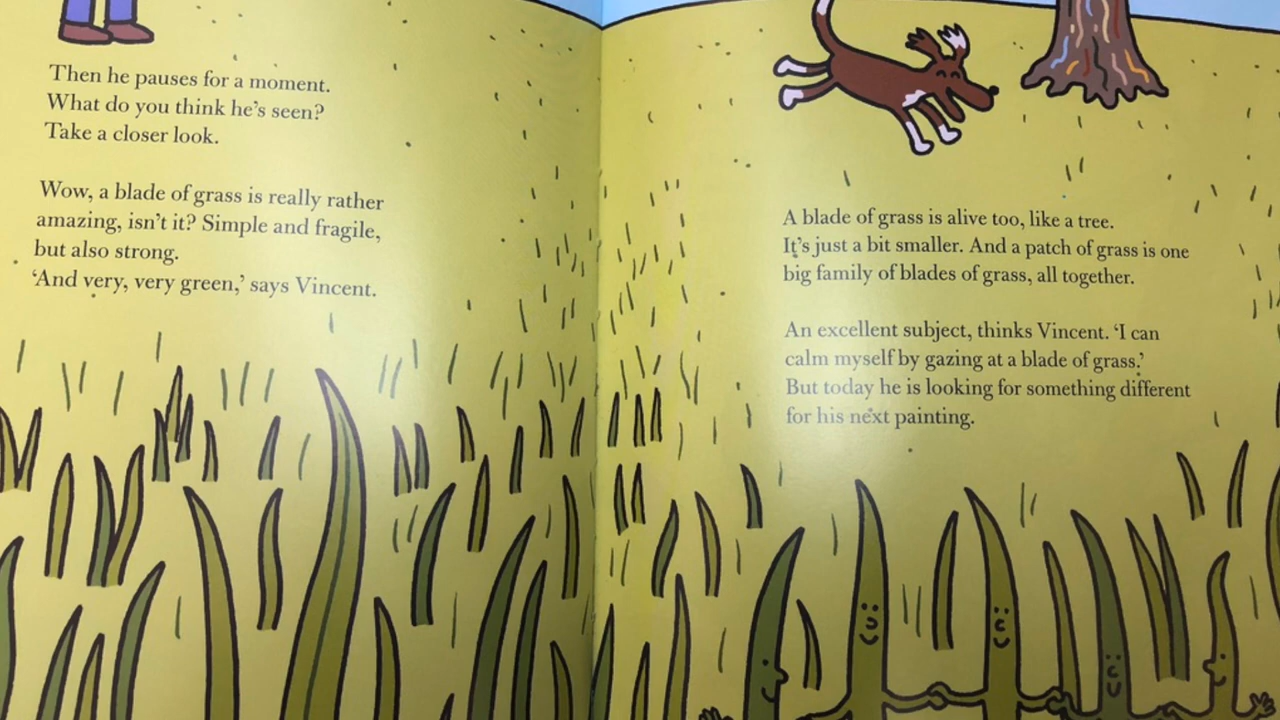 Then he pauses for a moment.
What do you think he's seen?
Take a closer look.
Wow, a blade of grass is really rather
amazing, isn't it? Simple and fragile,
but also strong.
'And very, very green,' says Vincent.
A blade of grass is alive too, like a tree.
It's just a bit smaller. And a patch of grass is one
big family of blades of grass, all together.
An excellent subject, thinks Vincent. 'I can
calm myself by gazing at a blade of grass.'
But today he is looking for something different
for his next painting.